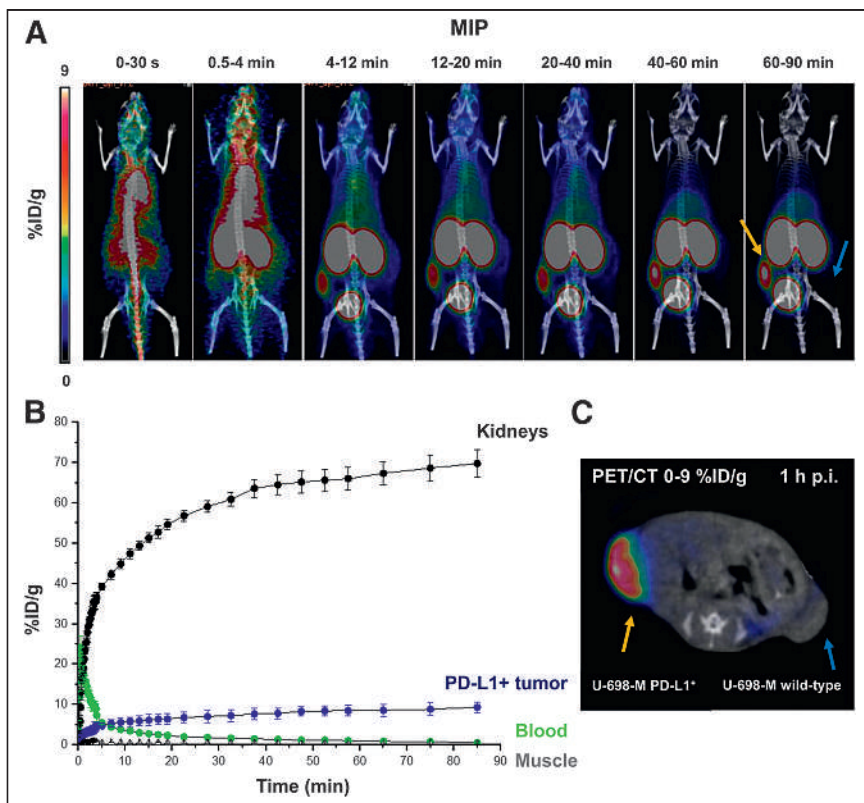 A
MIP
0-30 s 0.5-4 min 4-12 min 12-20 min 20-40 min 40-60 min 60-90 min
9
%ID/g
0
B
80
70
60
50
40
30
20
10
0
%ID/g
Kidneys
PD-L1+ tumor
Blood
Muscle
0 10 20 30 40 50 60 70 80 90
Time (min)
C
PET/CT 0-9 %ID/g 1 h p.i.
U-698-M PD-L1⁺ U-698-M wild-type